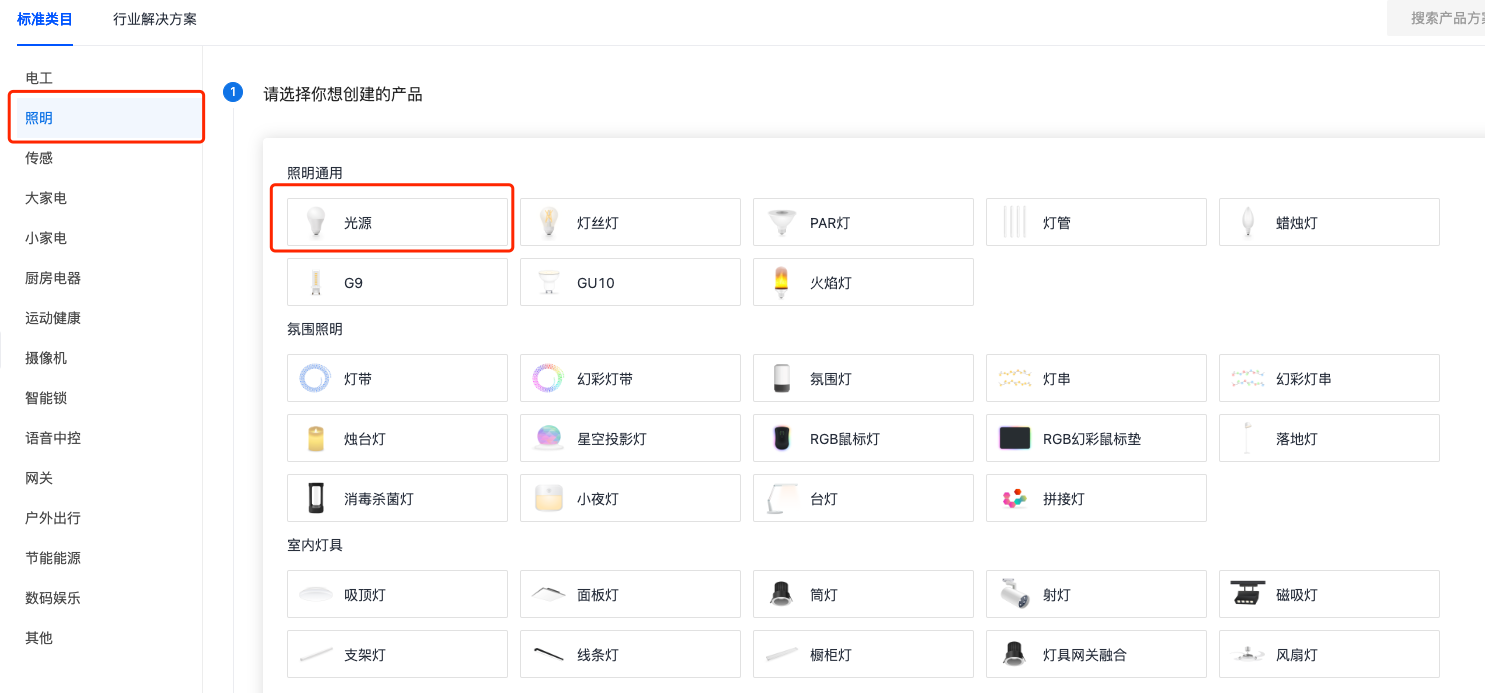 标准类目
行业解决方案
搜索产品方
电工
照明
传感
大家电
小家电
厨房电器
运动健康
摄像机
智能锁
语音中控
网关
户外出行
节能能源
数码娱乐
其他
1
请选择你想创建的产品
照明通用
光源
灯丝灯
PAR灯
灯管
蜡烛灯
G9
GU10
火焰灯
氛围照明
灯带
幻彩灯带
氛围灯
灯串
幻彩灯串
烛台灯
星空投影灯
RGB鼠标灯
RGB幻彩鼠标垫
落地灯
消毒杀菌灯
小夜灯
台灯
拼接灯
室内灯具
吸顶灯
面板灯
筒灯
射灯
磁吸灯
支架灯
线条灯
橱柜灯
灯具网关融合
风扇灯